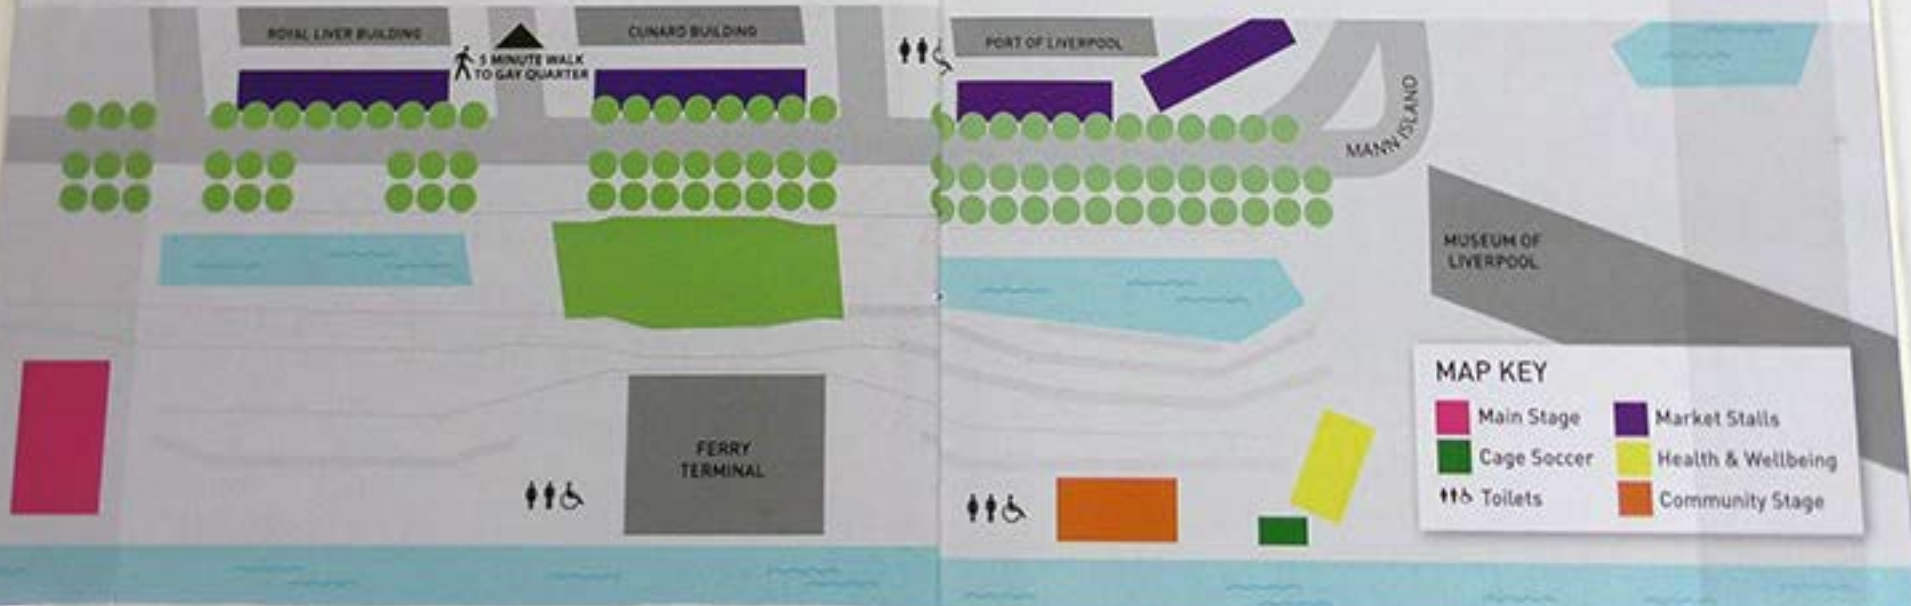 ROYAL LIVER BUILDING
5 MINUTE WALK
TO GAY QUARTER
CUNARD BUILDING
PORT OF LIVERPOOL
MANN ISLAND
MUSEUM OF
LIVERPOOL
FERRY
TERMINAL
MAP KEY
Main Stage
Market Stalls
Cage Soccer
Health & Wellbeing
Toilets
Community Stage